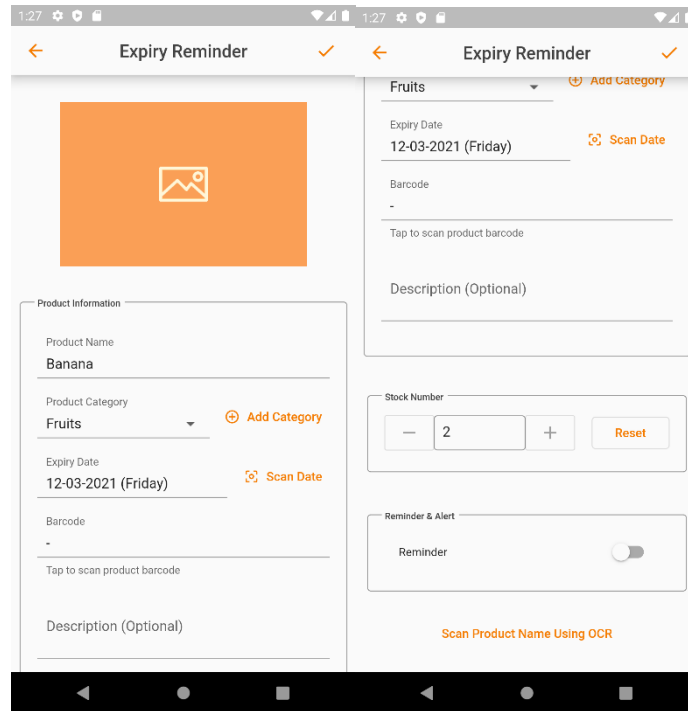 1:27
Expiry Reminder
Product Information
Product Name
Banana
Product Category
Fruits
Add Category
Expiry Date
12-03-2021 (Friday)
Scan Date
Barcode
-
Tap to scan product barcode
Description (Optional)
1:27
Expiry Reminder
Fruits
Add Category
Expiry Date
12-03-2021 (Friday)
Scan Date
Barcode
-
Tap to scan product barcode
Description (Optional)
Stock Number
2
Reset
Reminder & Alert
Reminder
Scan Product Name Using OCR